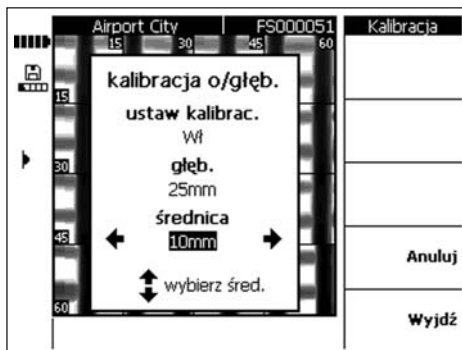 Airport City FS000051 Kalibracja
15 30 45 60
15
30
45
60
kalibracja o/głęb.
ustaw kalibrac.
Wł
głęb.
25mm
średnica
10mm
wybierz śred.
Anuluj
Wyjdź